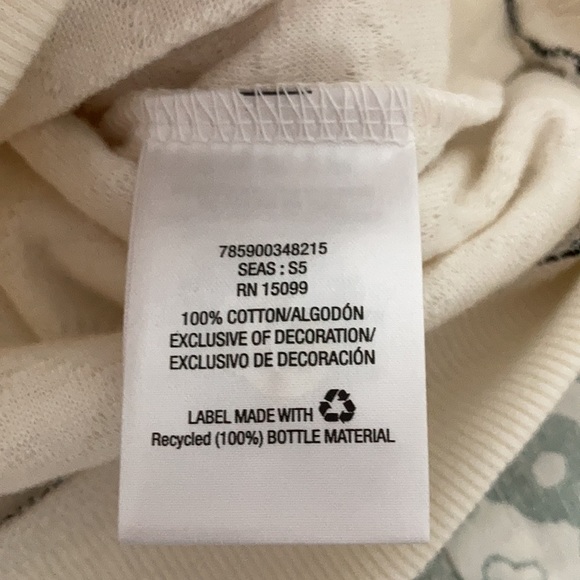 785900348215
SEAS : S5
RN 15099
100% COTTON/ALGODÓN
EXCLUSIVE OF DECORATION/
EXCLUSIVO DE DECORACIÓN
LABEL MADE WITH
Recycled (100%) BOTTLE MATERIAL